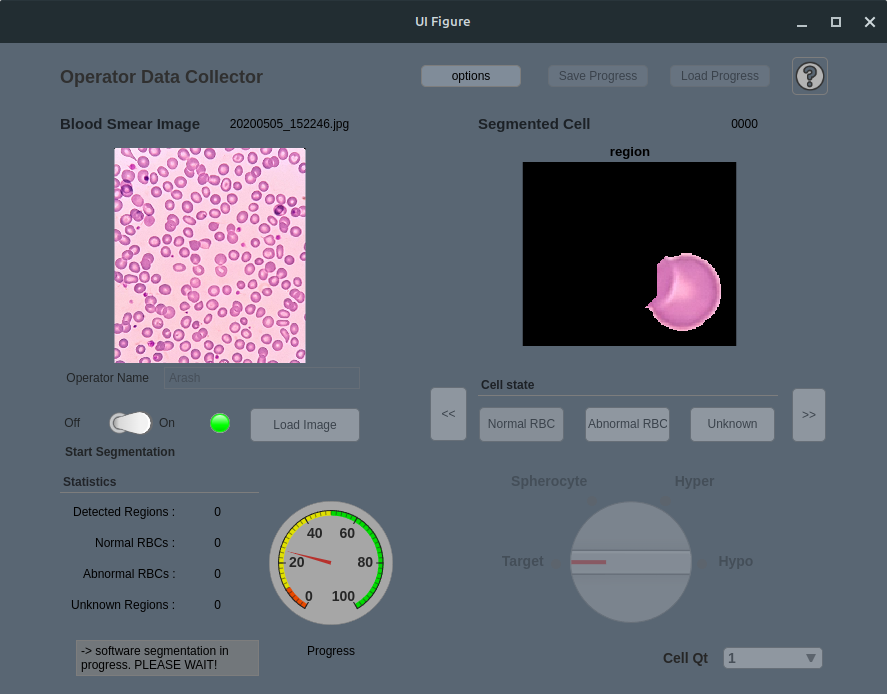 UI Figure
Operator Data Collector
options
Save Progress
Load Progress
?
Blood Smear Image
20200505_152246.jpg
Segmented Cell
0000
region
Operator Name
Arash
Cell state
<<
Normal RBC
Abnormal RBC
Unknown
>>
Off
On
Load Image
Start Segmentation
Statistics
Detected Regions :
0
Normal RBCs :
0
Abnormal RBCs :
0
Unknown Regions :
0
0
20
40
60
80
100
Progress
Spherocyte
Hyper
Target
Hypo
-> software segmentation in
progress. PLEASE WAIT!
Cell Qt
1